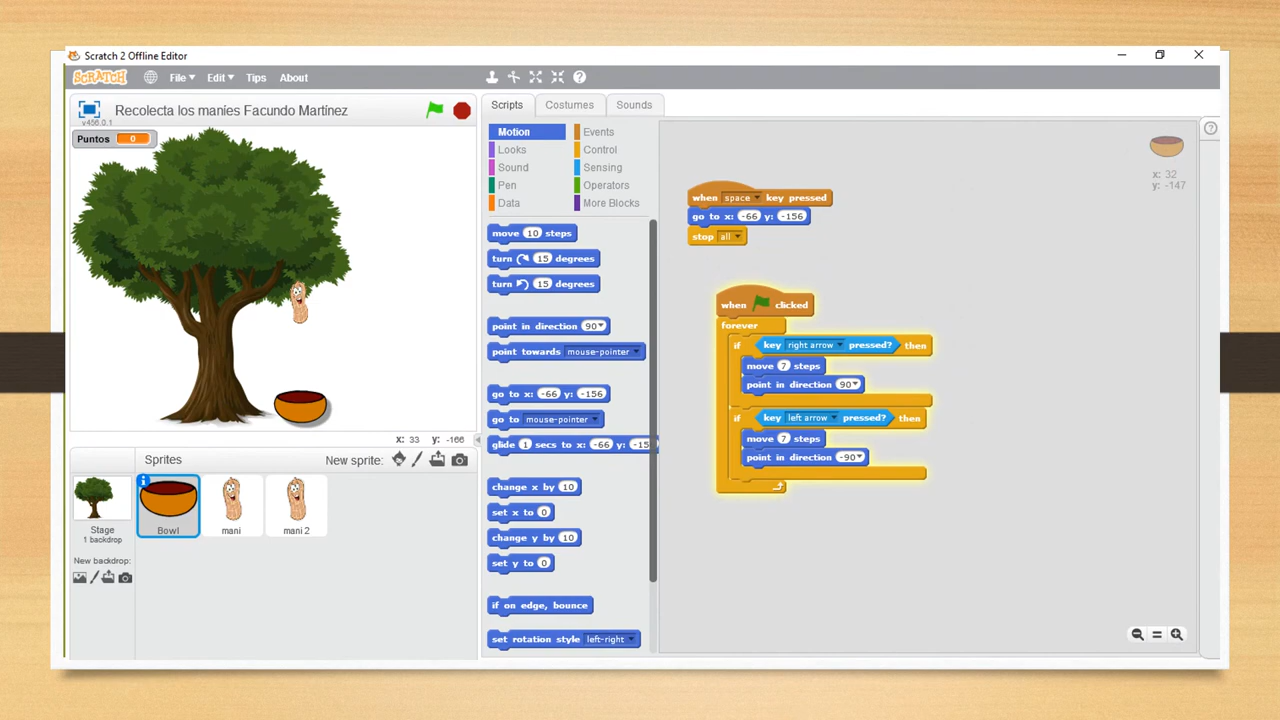 Scratch 2 Offline Editor
SCRATCH File Edit Tips About
Recolecta los maníes Facundo Martínez
v456.0.1
Puntos 0
x: 33 y: -166
Sprites New sprite:
Stage
1 backdrop
New backdrop:
Bowl
mani
mani 2
Scripts Costumes Sounds
Motion Events
Looks Control
Sound Sensing
Pen Operators
Data More Blocks
move 10 steps
turn 15 degrees
turn 15 degrees
point in direction 90
point towards mouse-pointer
go to x: -66 y: -156
go to mouse-pointer
glide 1 secs to x: -66 y: -15
change x by 10
set x to 0
change y by 10
set y to 0
if on edge, bounce
set rotation style left-right
when space key pressed
go to x: -66 y: -156
stop all
when clicked
forever
if key right arrow pressed? then
move 7 steps
point in direction 90
if key left arrow pressed? then
move 7 steps
point in direction -90
x: 32
y: -147